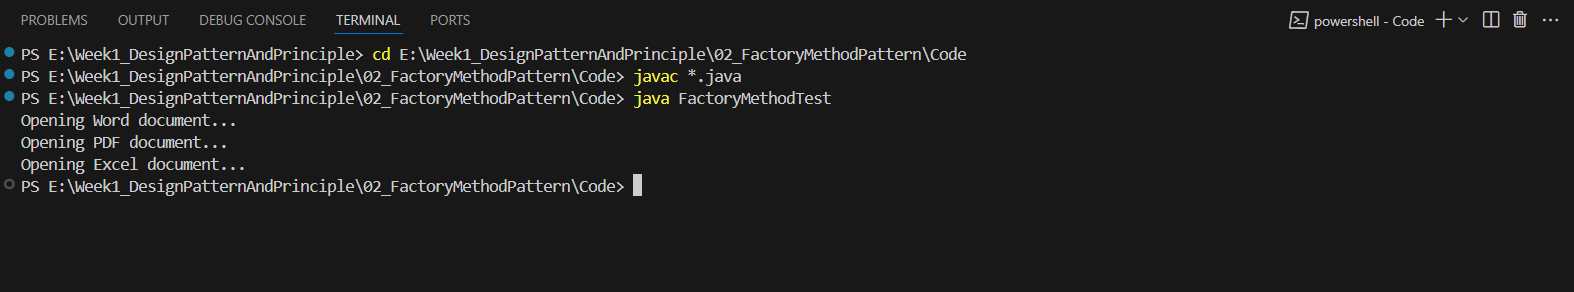 PROBLEMS OUTPUT DEBUG CONSOLE TERMINAL PORTS powershell - Code
PS E:\Week1_DesignPatternAndPrinciple> cd E:\Week1_DesignPatternAndPrinciple\02_FactoryMethodPattern\Code
PS E:\Week1_DesignPatternAndPrinciple\02_FactoryMethodPattern\Code> javac *.java
PS E:\Week1_DesignPatternAndPrinciple\02_FactoryMethodPattern\Code> java FactoryMethodTest
Opening Word document...
Opening PDF document...
Opening Excel document...
PS E:\Week1_DesignPatternAndPrinciple\02_FactoryMethodPattern\Code>